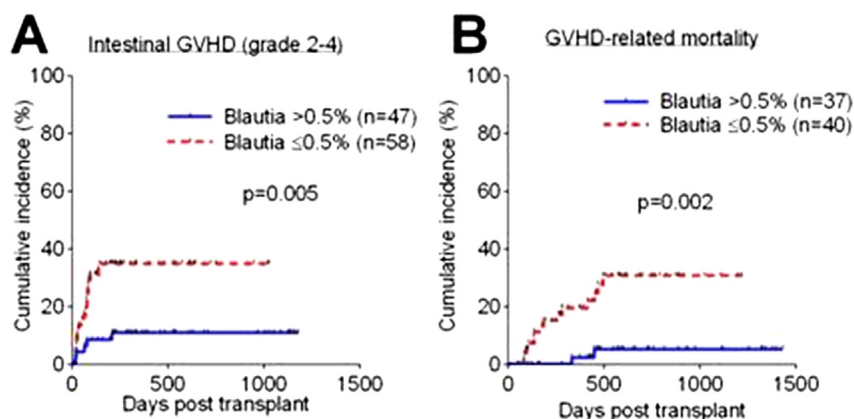 A
Intestinal GVHD (grade 2-4)
100
80
60
40
20
0
Cumulative incidence (%)
Blautia >0.5% (n=47)
Blautia ≤0.5% (n=58)
p=0.005
0 500 1000 1500
Days post transplant
B
GVHD-related mortality
100
80
60
40
20
0
Cumulative incidence (%)
Blautia >0.5% (n=37)
Blautia ≤0.5% (n=40)
p=0.002
0 500 1000 1500
Days post transplant